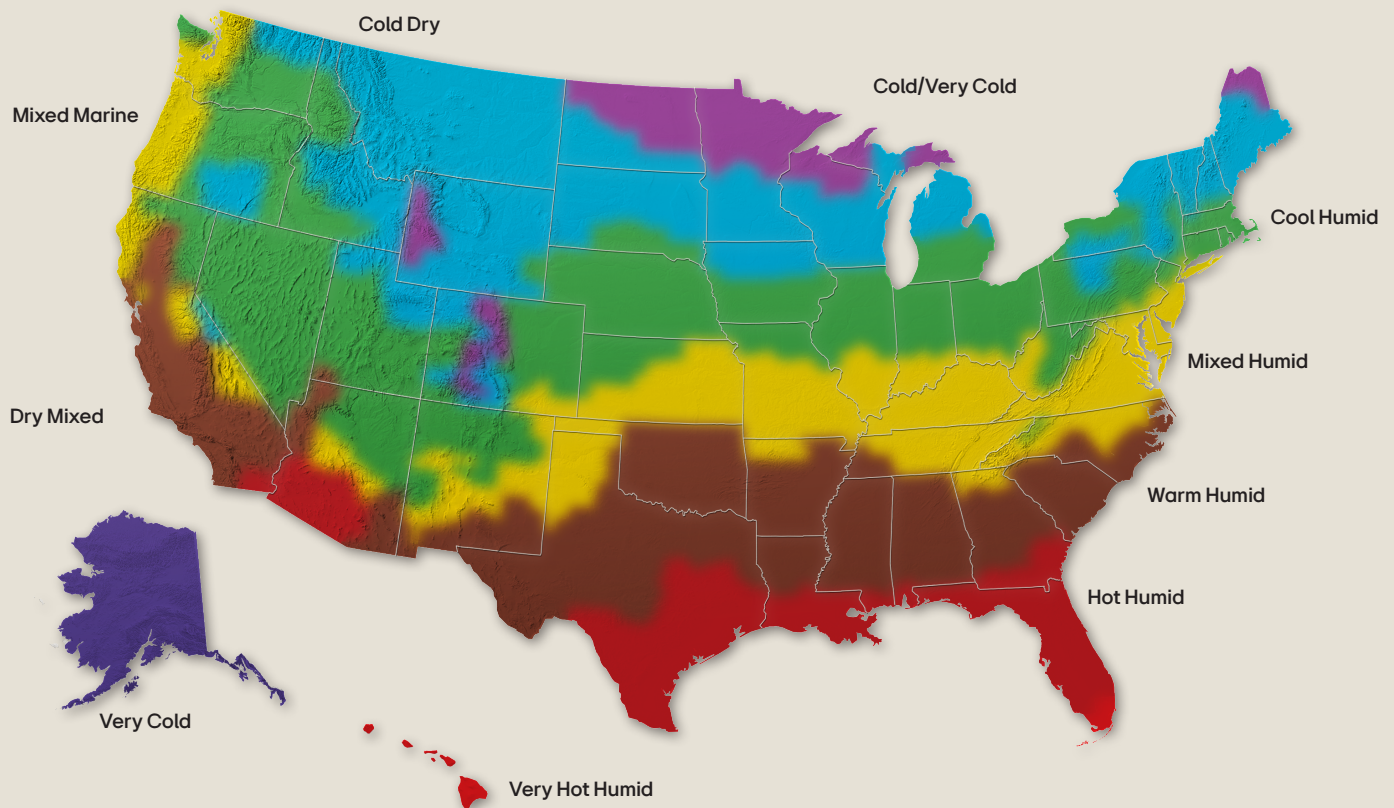 Cold Dry
Cold/Very Cold
Mixed Marine
Cool Humid
Mixed Humid
Dry Mixed
Warm Humid
Hot Humid
Very Cold
Very Hot Humid